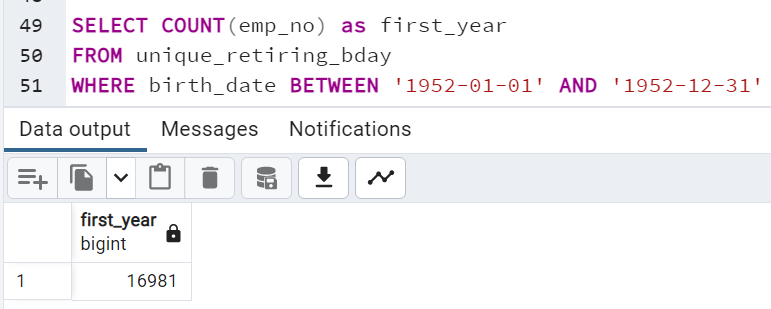 49 SELECT COUNT(emp_no) as first_year
50 FROM unique_retiring_bday
51 WHERE birth_date BETWEEN '1952-01-01' AND '1952-12-31'
Data output Messages Notifications
first_year
bigint
1 16981